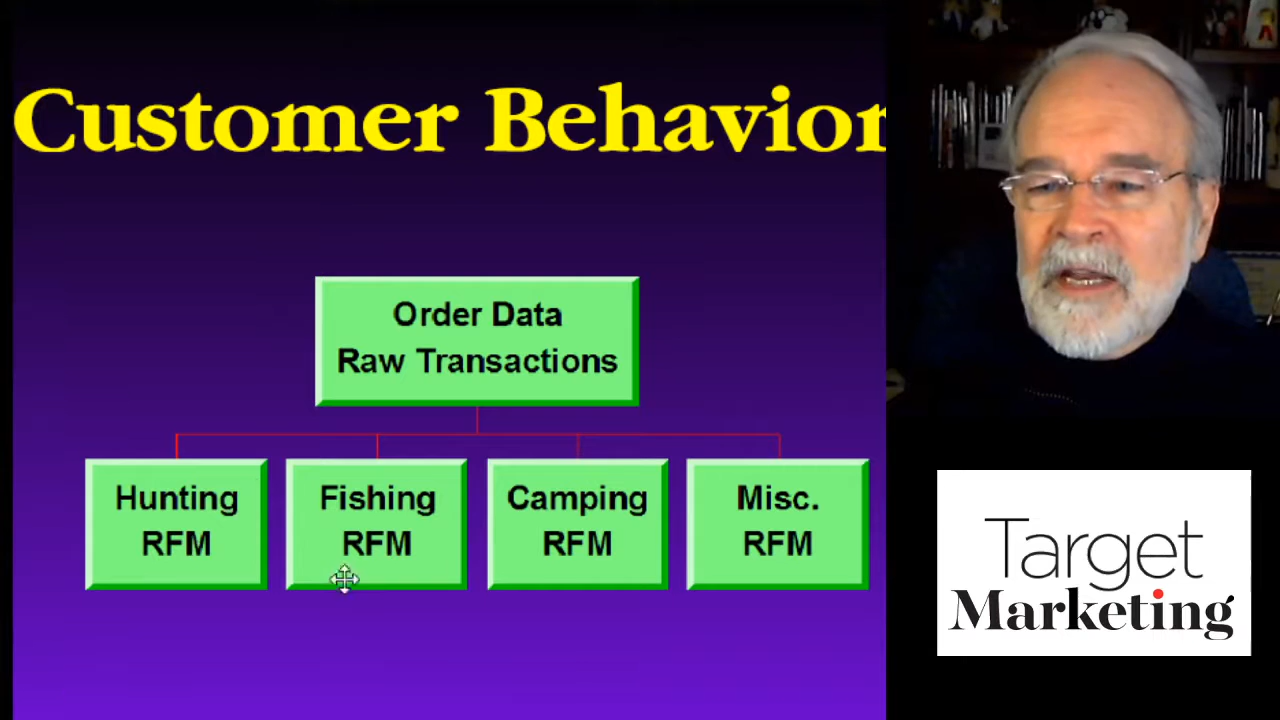 Customer Behavior
Order Data
Raw Transactions
Hunting
RFM
Fishing
RFM
Camping
RFM
Misc.
RFM
Target
Marketing